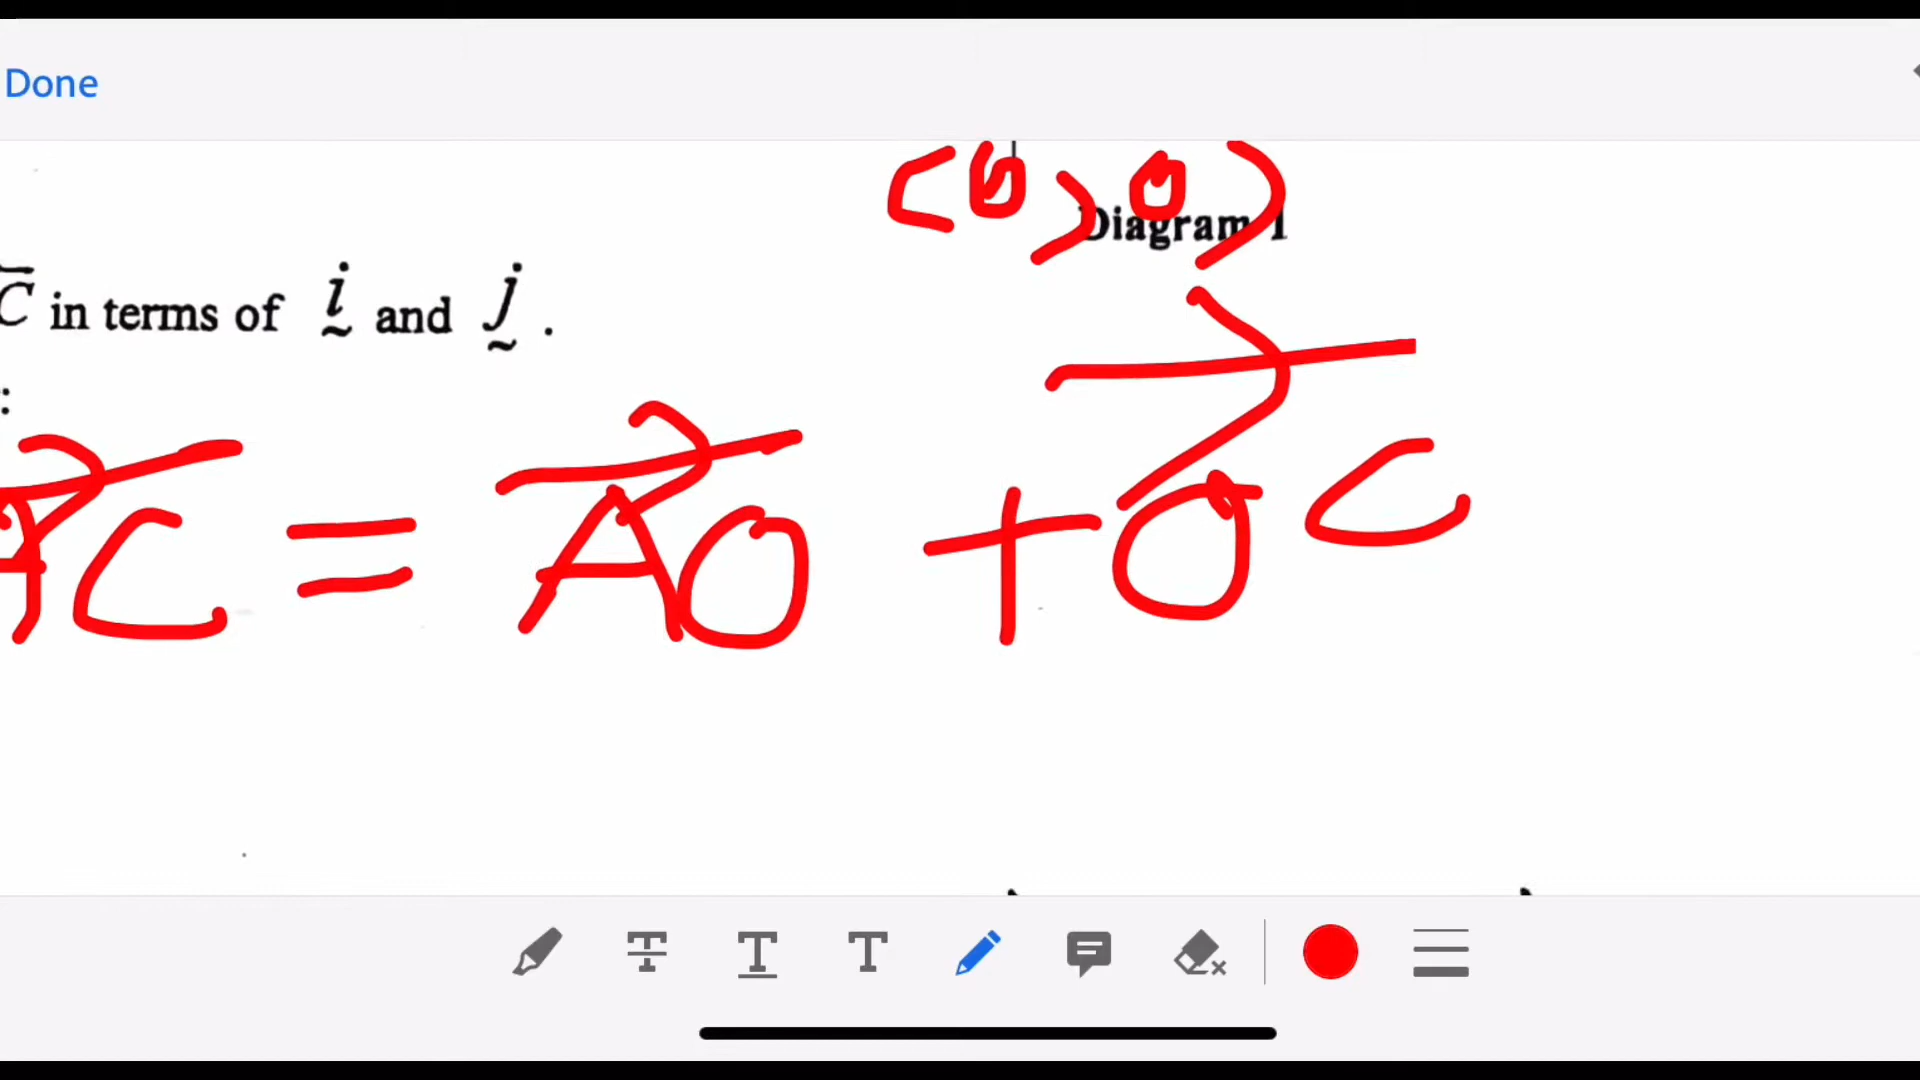 Done
(0,0)
Diagram 1
C in terms of i and j .
:
AC = AO + OC